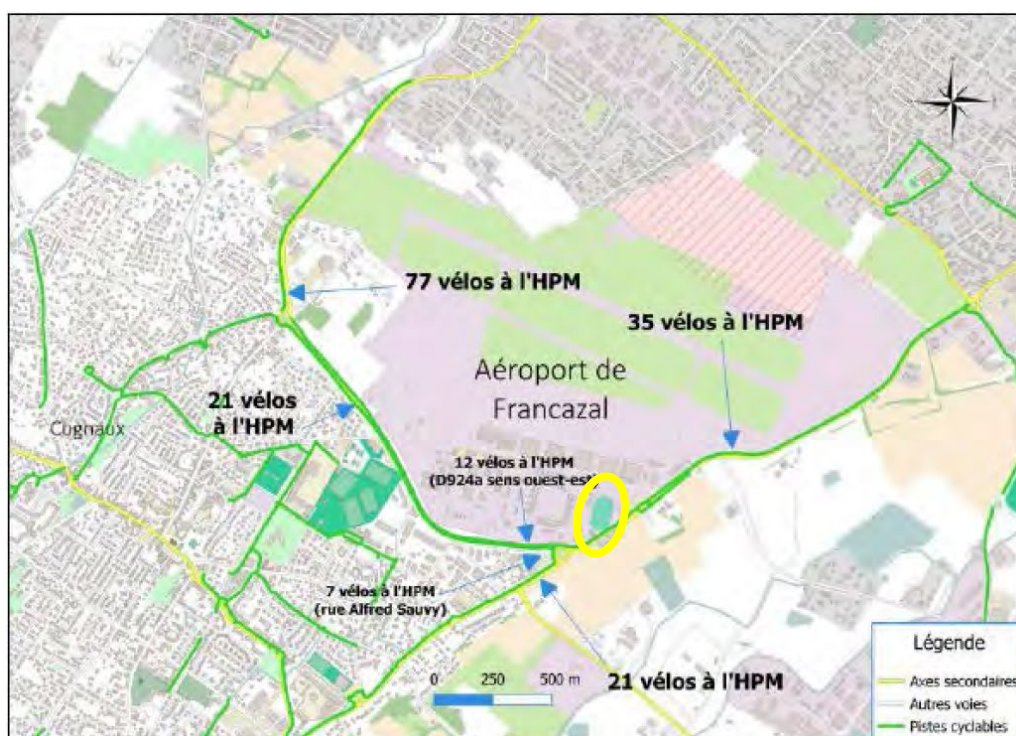 77 vélos à l'HPM
35 vélos à l'HPM
Aéroport de
Francazal
21 vélos
à l'HPM
Cugnaux
12 vélos à l'HPM
(D924a sens ouest-est)
7 vélos à l'HPM
(rue Alfred Sauvy)
21 vélos à l'HPM
0 250 500 m
Légende
Axes secondaires
Autres voies
Pistes cyclables